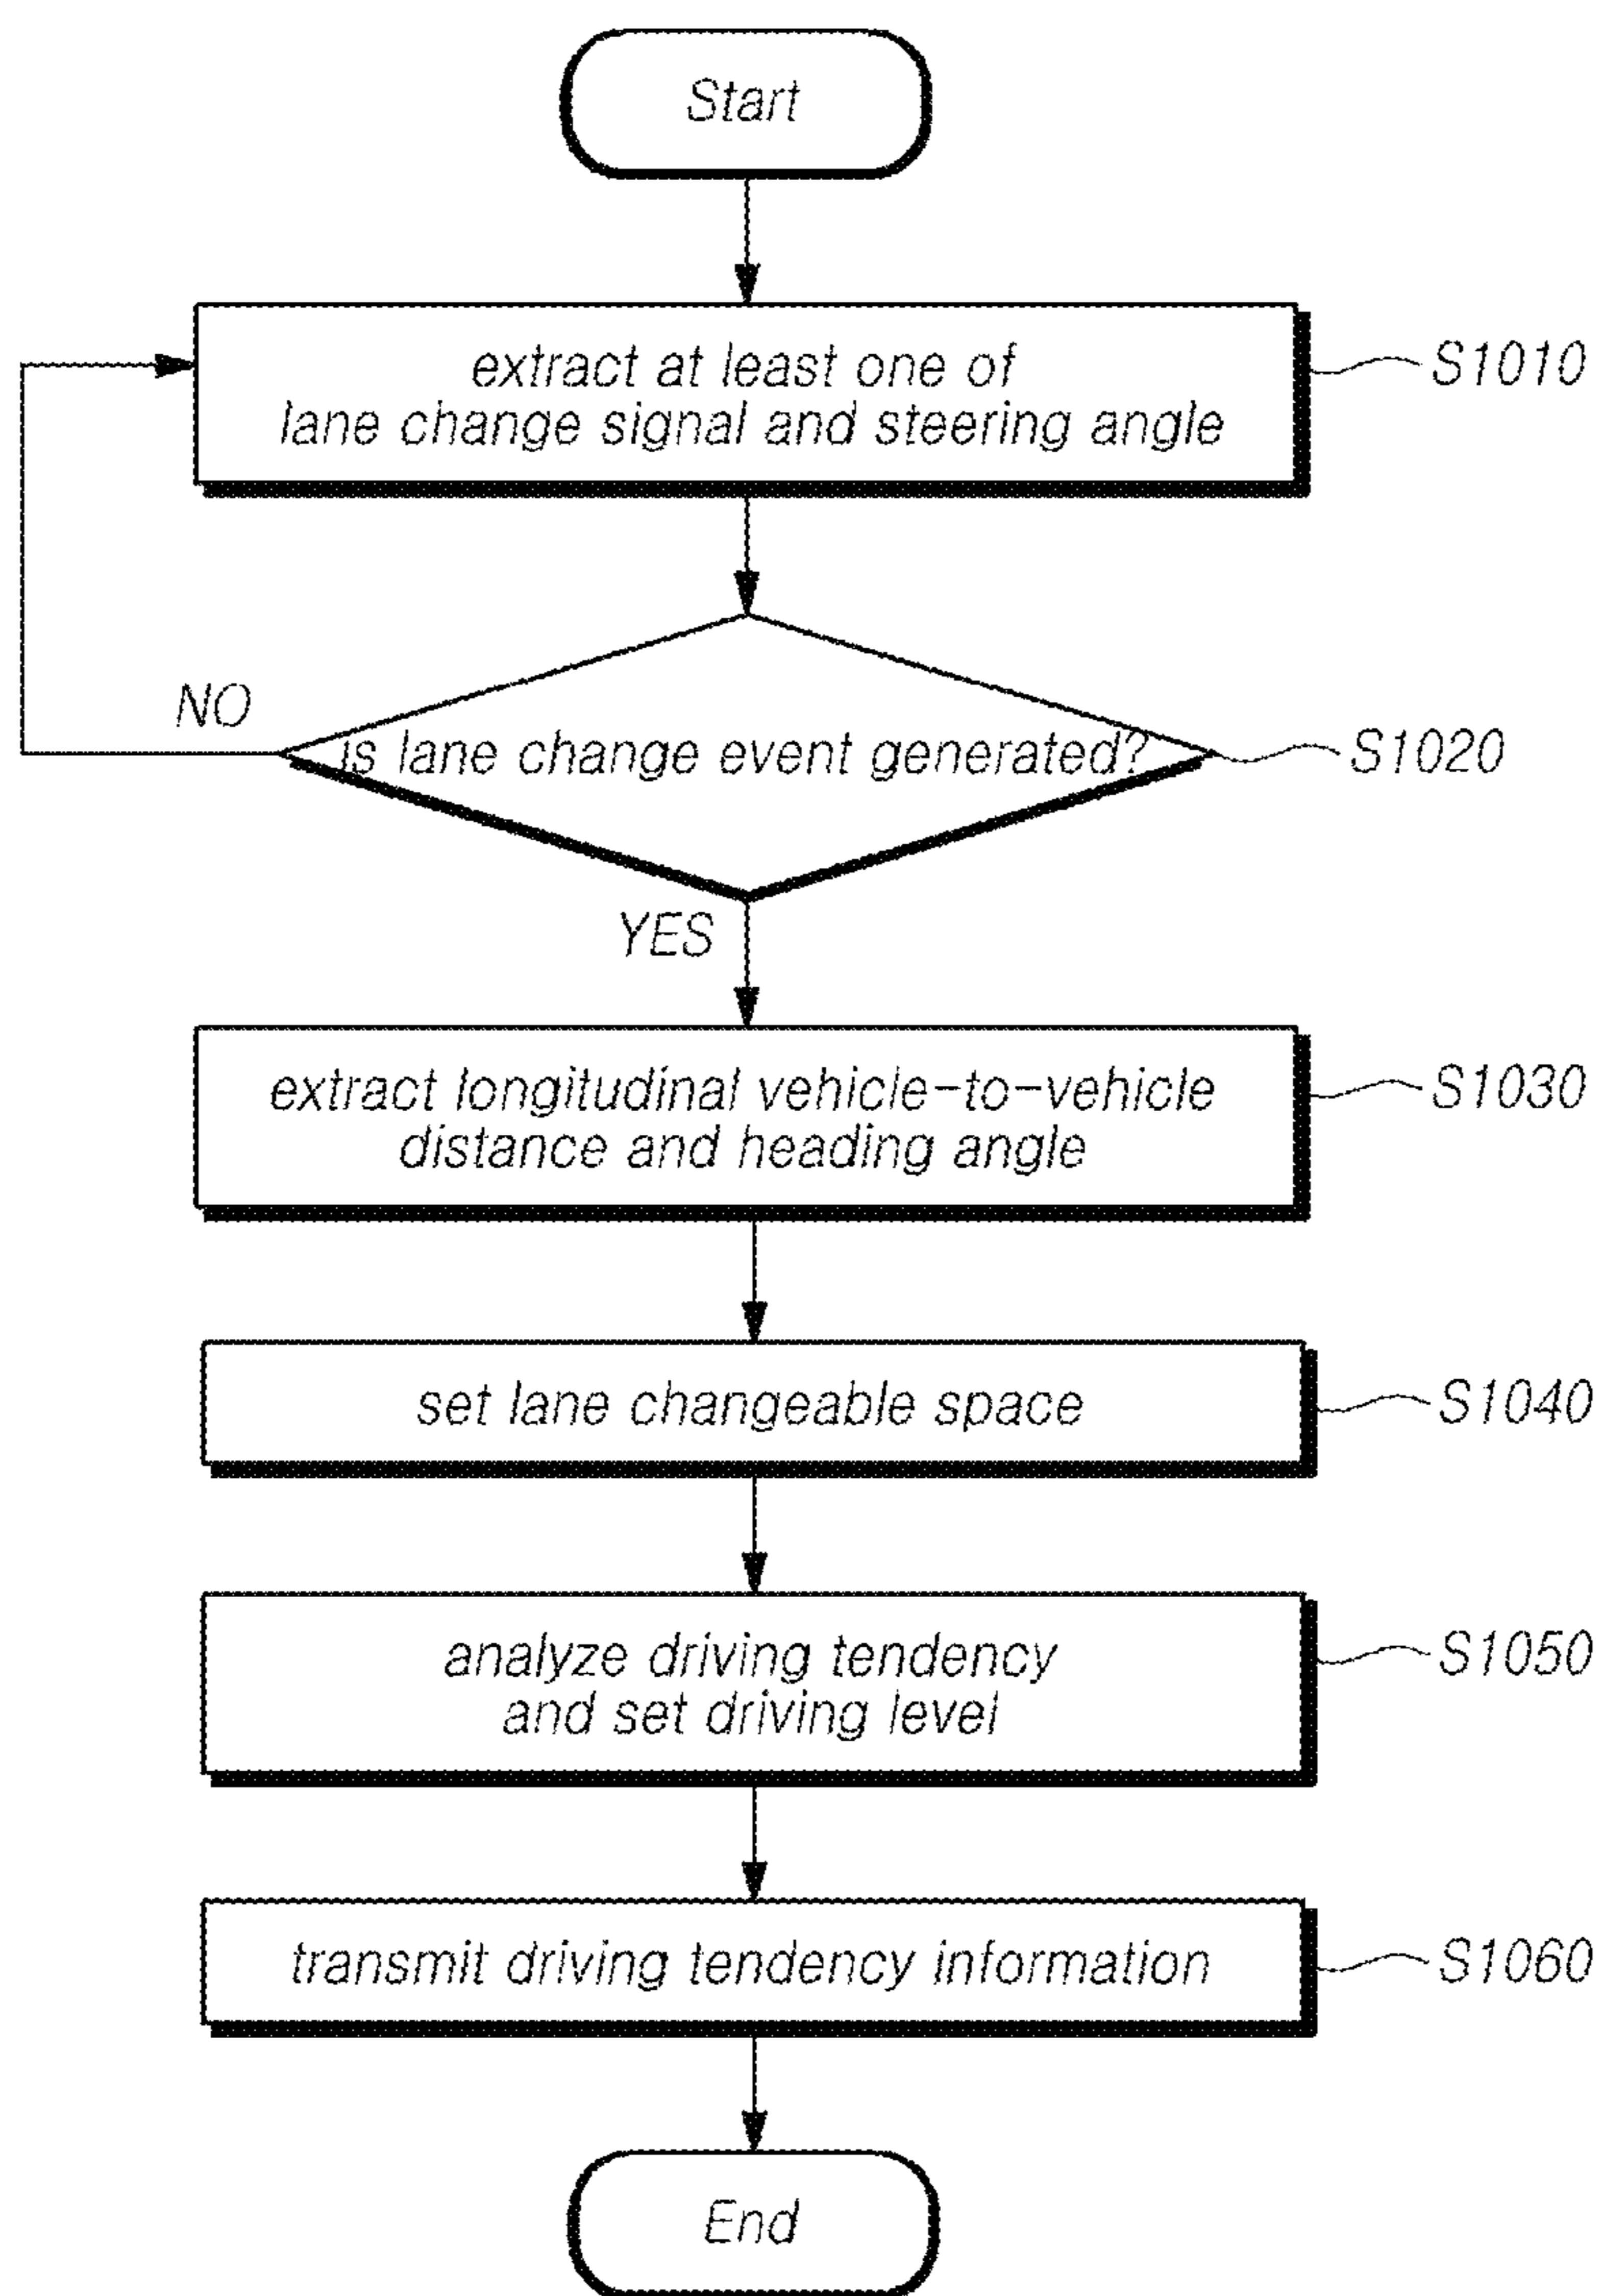 Start
extract at least one of
lane change signal and steering angle
S1010
NO
is lane change event generated?
S1020
YES
extract longitudinal vehicle-to-vehicle
distance and heading angle
S1030
set lane changeable space
S1040
analyze driving tendency
and set driving level
S1050
transmit driving tendency information
S1060
End